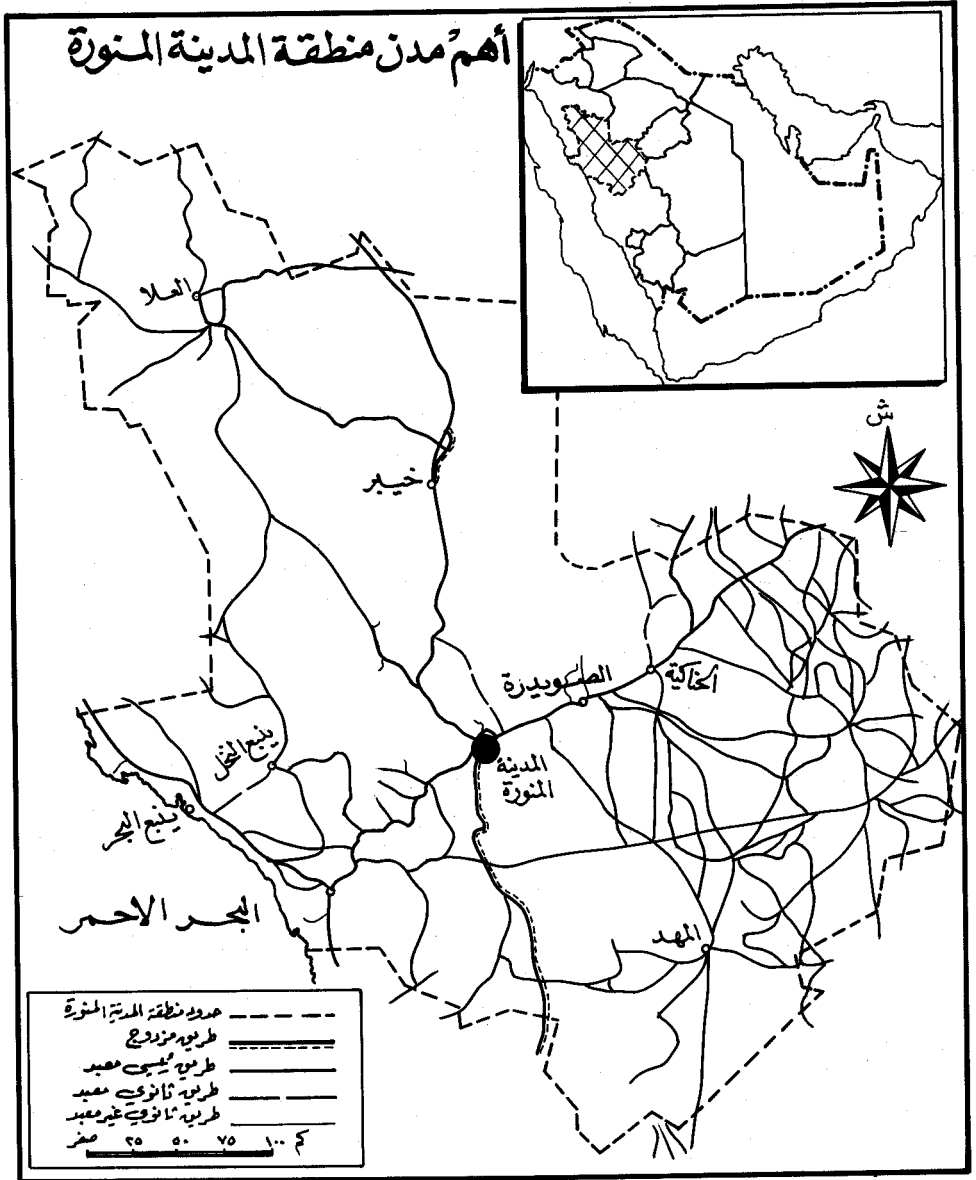 أهم مدن منطقة المدينة المنورة
ش
العلا
خيبر
الحناكية
الصويدرة
المدينة
المنورة
ينبع النخل
ينبع البحر
البحر الاحمر
المهد
حدود منطقة المدينة المنورة
طريق مزدوج
طريق رئيسي معبد
طريق ثانوي معبد
طريق ثانوي غير معبد
صفر ٢٥ ٥٠ ٧٥ ١٠٠ كم